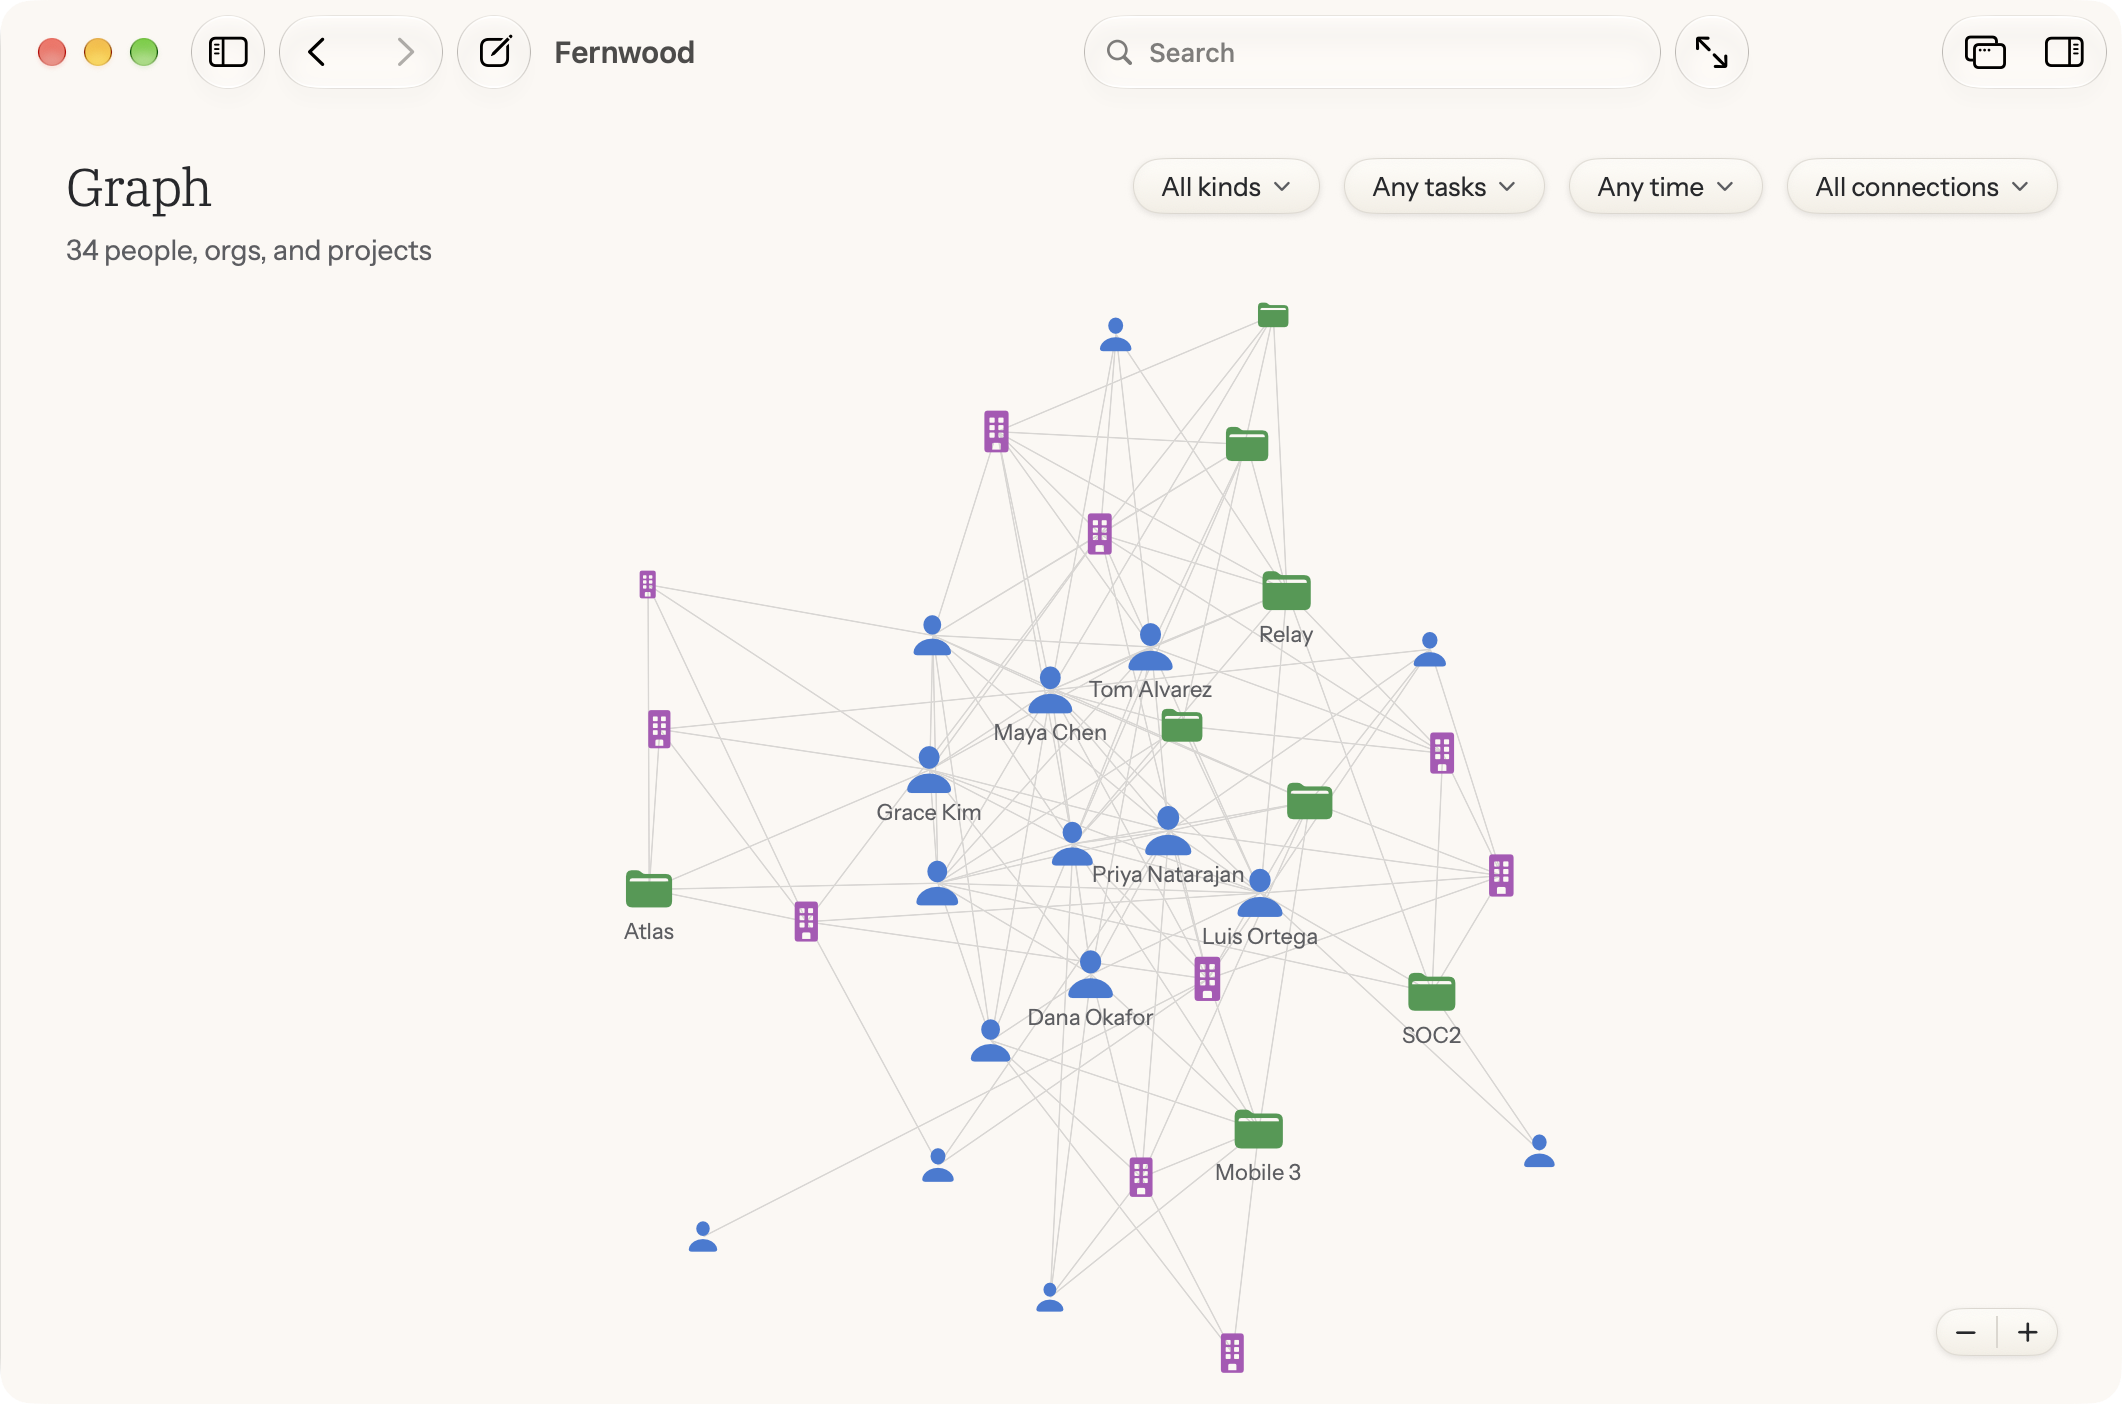 Fernwood
Search
Graph
34 people, orgs, and projects
All kinds
Any tasks
Any time
All connections
Relay
Tom Alvarez
Maya Chen
Grace Kim
Priya Natarajan
Atlas
Luis Ortega
Dana Okafor
SOC2
Mobile 3